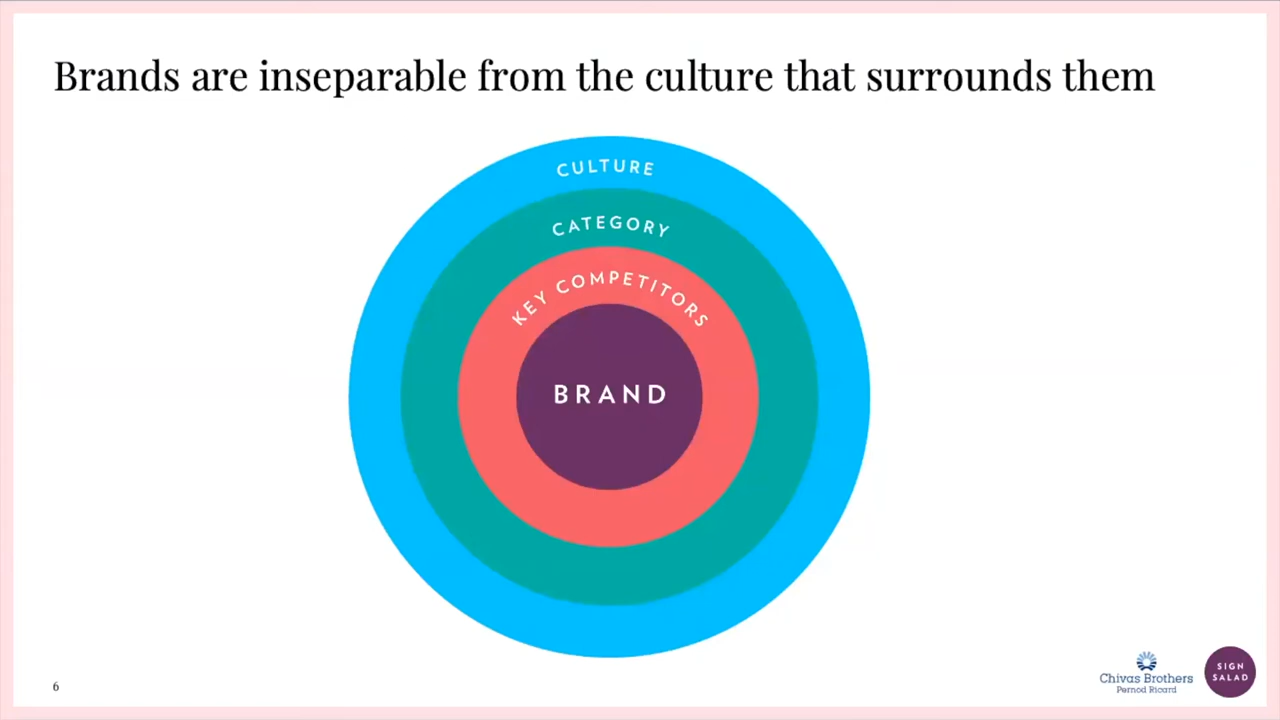 Brands are inseparable from the culture that surrounds them
CULTURE
CATEGORY
KEY COMPETITORS
BRAND
6
Chivas Brothers
Pernod Ricard
SIGN
SALAD